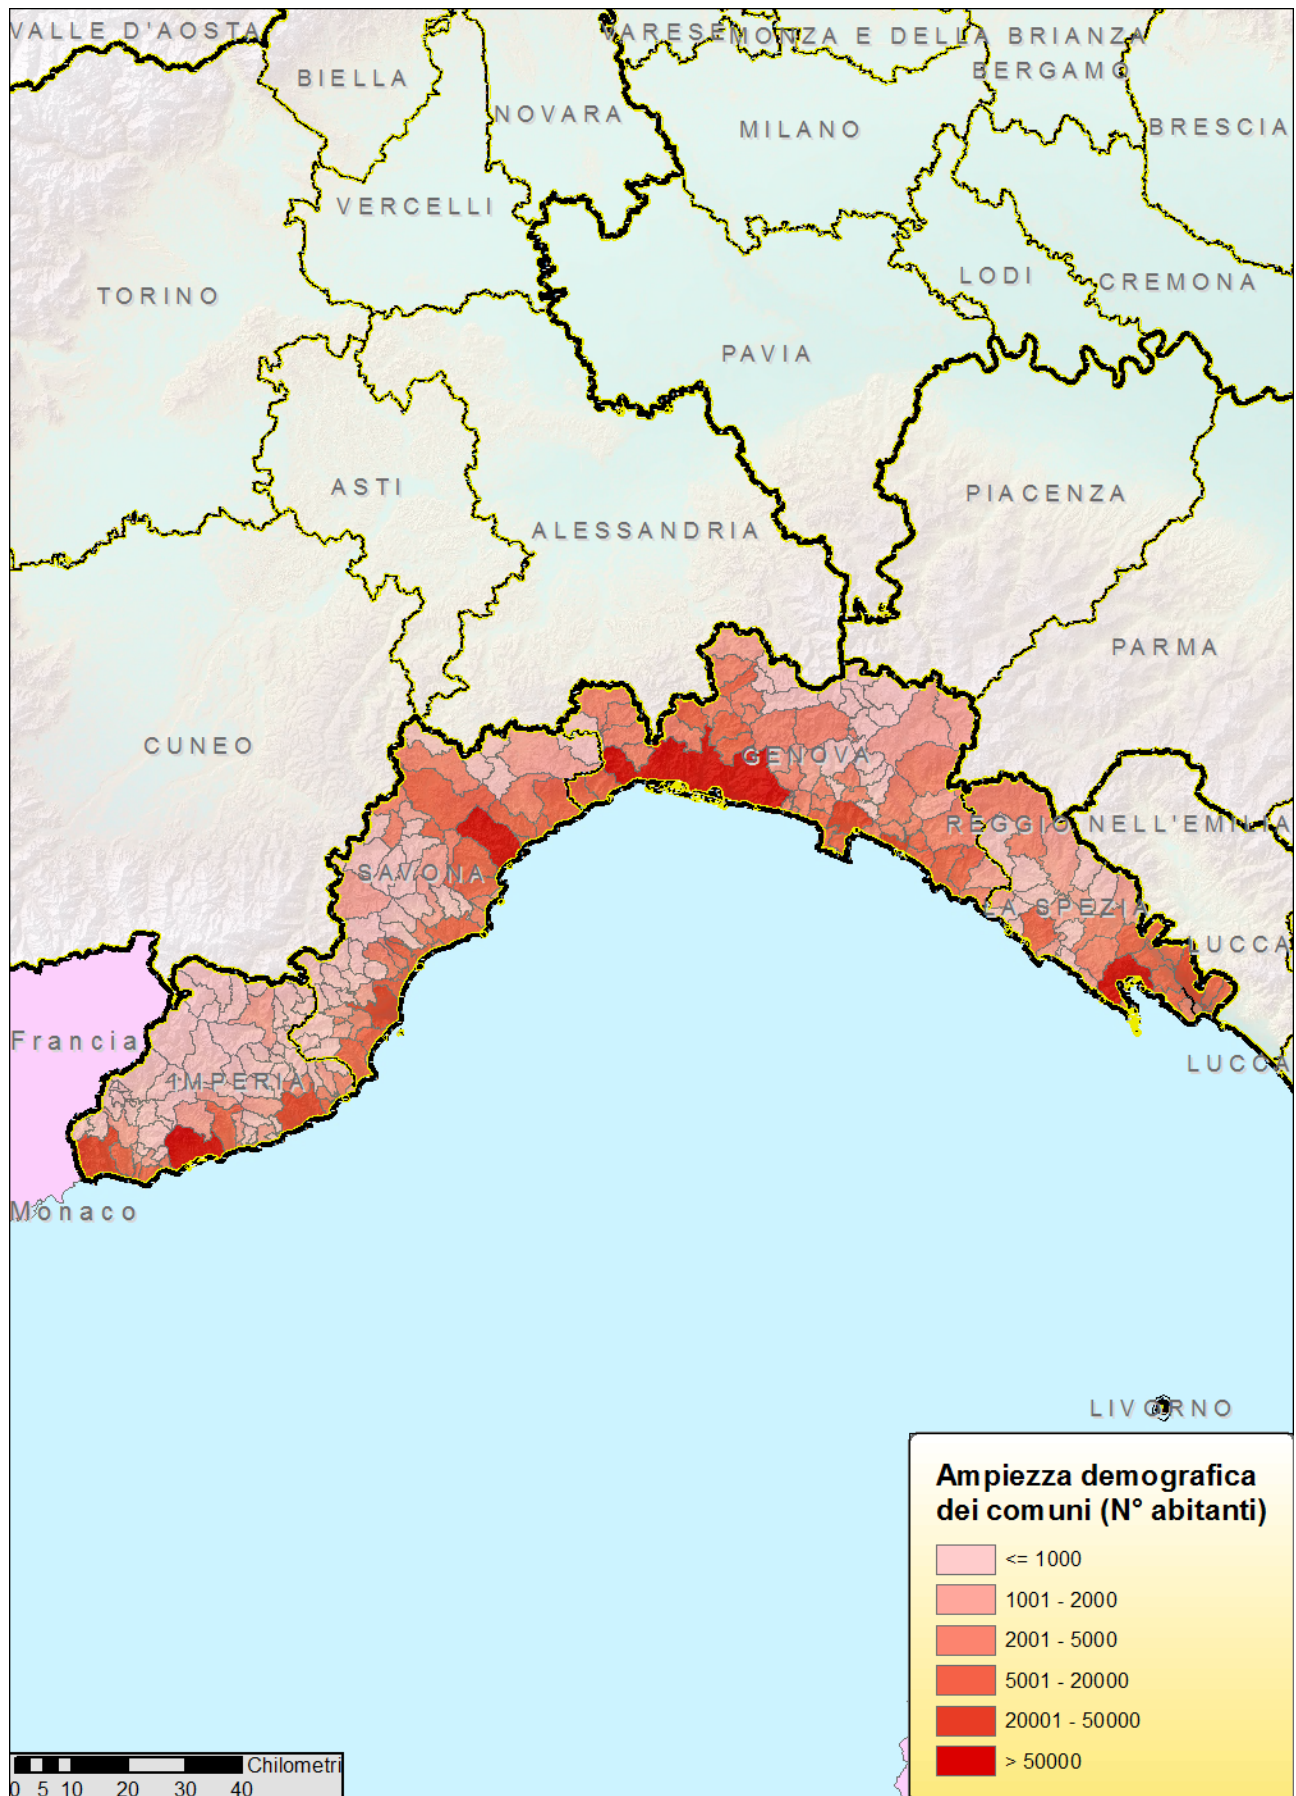 VALLE D'AOSTA
VARESE
MONZA E DELLA BRIANZA
BIELLA
BERGAMO
NOVARA
MILANO
BRESCIA
VERCELLI
TORINO
LODI
CREMONA
PAVIA
ASTI
PIACENZA
ALESSANDRIA
PARMA
CUNEO
GENOVA
REGGIO NELL'EMILIA
SAVONA
LA SPEZIA
LUCCA
Francia
LUCCA
IMPERIA
Monaco
LIVORNO
Ampiezza demografica
dei comuni (N° abitanti)
<= 1000
1001 - 2000
2001 - 5000
5001 - 20000
20001 - 50000
> 50000
Chilometri
0 5 10 20 30 40